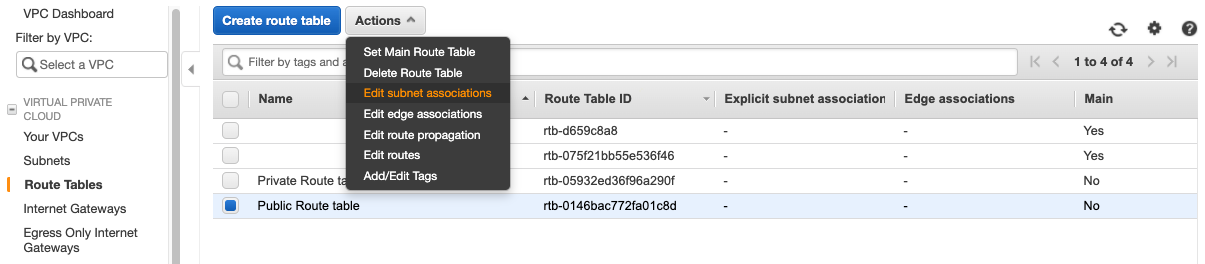 VPC Dashboard
Filter by VPC:
Select a VPC
VIRTUAL PRIVATE
CLOUD
Your VPCs
Subnets
Route Tables
Internet Gateways
Egress Only Internet
Gateways
Create route table
Actions
Set Main Route Table
Delete Route Table
Edit subnet associations
Edit edge associations
Edit route propagation
Edit routes
Add/Edit Tags
Filter by tags and a
1 to 4 of 4
Name Route Table ID Explicit subnet association Edge associations Main
rtb-d659c8a8 - - Yes
rtb-075f21bb55e536f46 - - Yes
Private Route ta rtb-05932ed36f96a290f - - No
Public Route table rtb-0146bac772fa01c8d - - No